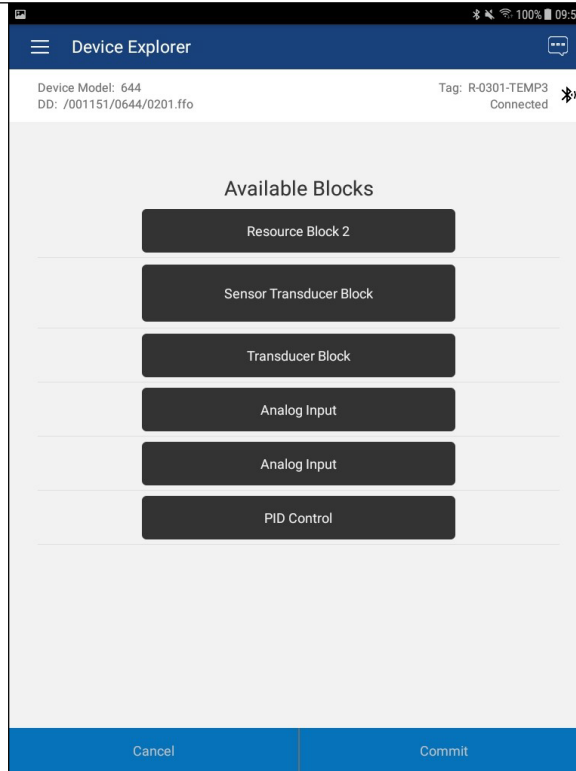 100% 09:5
Device Explorer
Device Model: 644
Tag: R-0301-TEMP3
DD: /001151/0644/0201.ffo
Connected
Available Blocks
Resource Block 2
Sensor Transducer Block
Transducer Block
Analog Input
Analog Input
PID Control
Cancel
Commit